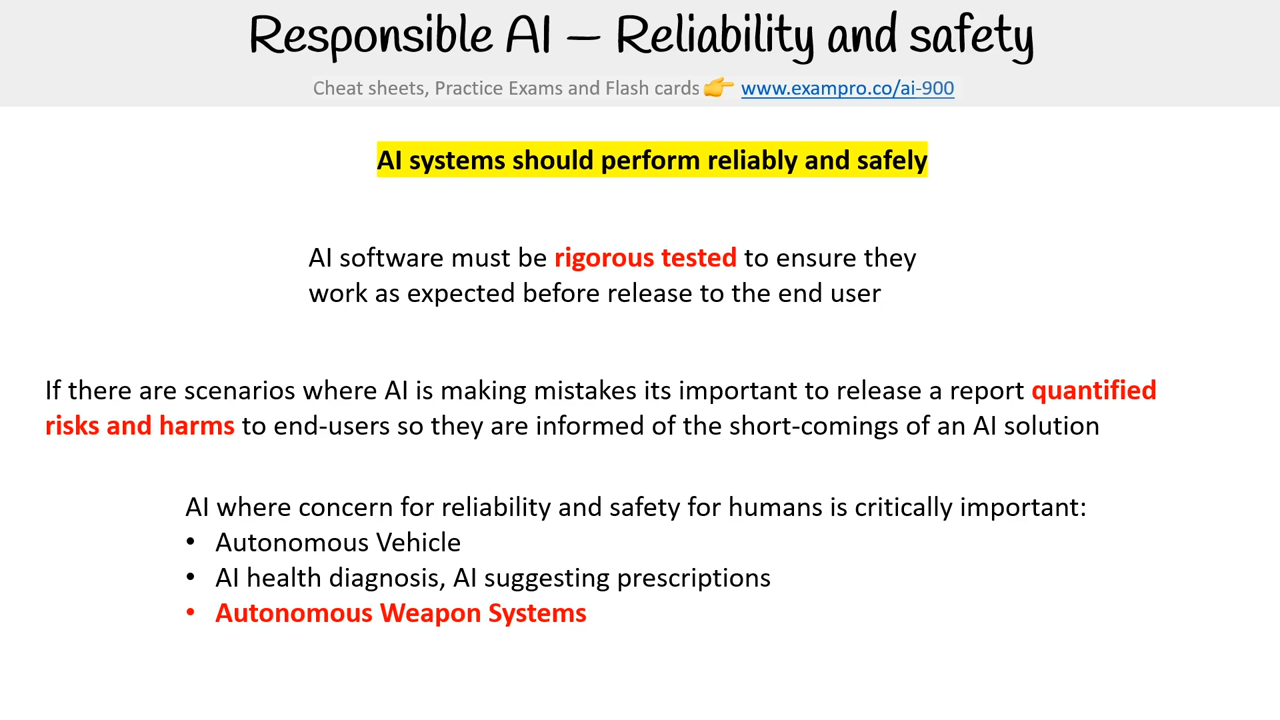 Responsible AI – Reliability and safety
Cheat sheets, Practice Exams and Flash cards 👉 www.exampro.co/ai-900
AI systems should perform reliably and safely
AI software must be rigorous tested to ensure they
work as expected before release to the end user
If there are scenarios where AI is making mistakes its important to release a report quantified
risks and harms to end-users so they are informed of the short-comings of an AI solution
AI where concern for reliability and safety for humans is critically important:
• Autonomous Vehicle
• AI health diagnosis, AI suggesting prescriptions
• Autonomous Weapon Systems